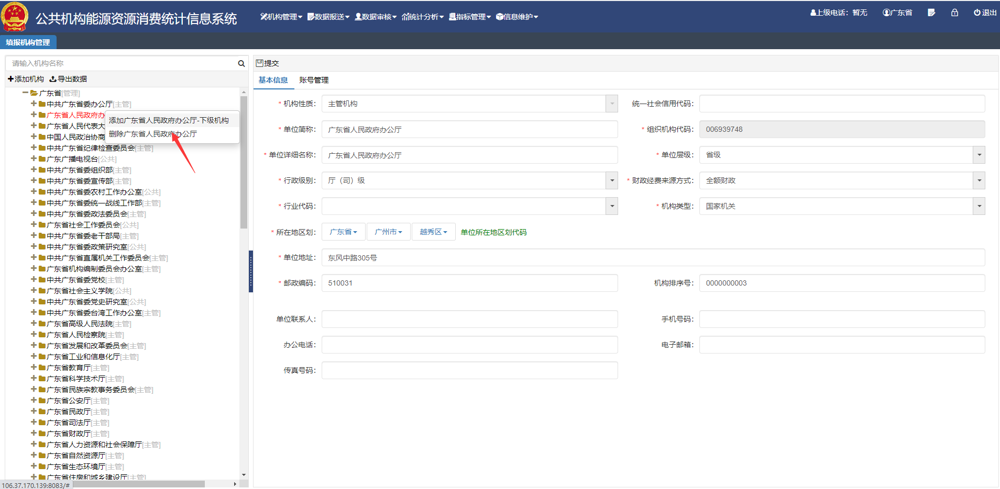 公共机构能源资源消费统计信息系统
机构管理 数据报送 数据审核 统计分析 指标管理 信息维护
上级电话：暂无 广东省 退出
填报机构管理
请输入机构名称
添加机构 导出数据
广东省[管理]
中共广东省委办公厅[主管]
广东省人民政府办
广东省人民代表大
中国人民政治协商
中共广东省纪律检查委员会[主管]
广东广播电视台[公共]
中共广东省委组织部[主管]
中共广东省委宣传部[主管]
中共广东省委农村工作办公室[公共]
中共广东省委统一战线工作部[主管]
中共广东省委政法委员会[主管]
广东省社会工作委员会[公共]
中共广东省委老干部局[主管]
中共广东省委政策研究室[公共]
中共广东省直属机关工作委员会[主管]
广东省机构编制委员会办公室[主管]
中共广东省委党校[主管]
广东省社会主义学院[公共]
中共广东省委党史研究室[公共]
中共广东省委台湾工作办公室[主管]
广东省高级人民法院[主管]
广东省人民检察院[主管]
广东省发展和改革委员会[主管]
广东省工业和信息化厅[主管]
广东省教育厅[主管]
广东省科学技术厅[主管]
广东省民族宗教事务委员会[主管]
广东省公安厅[主管]
广东省民政厅[主管]
广东省司法厅[主管]
广东省财政厅[主管]
广东省人力资源和社会保障厅[主管]
广东省自然资源厅[主管]
广东省生态环境厅[主管]
广东省住房和城乡建设厅[主管]
106.37.170.139:8083/#
添加广东省人民政府办公厅-下级机构
删除广东省人民政府办公厅
提交
基本信息 账号管理
* 机构性质： 主管机构 统一社会信用代码：
* 单位简称： 广东省人民政府办公厅 * 组织机构代码： 006939748
* 单位详细名称： 广东省人民政府办公厅 * 单位层级： 省级
* 行政级别： 厅（司）级 * 财政经费来源方式： 全额财政
* 行业代码： * 机构类型： 国家机关
* 所在地区划： 广东省 广州市 越秀区 单位所在地区划代码
* 单位地址： 东风中路305号
* 邮政编码： 510031 机构排序号： 0000000003
单位联系人： 手机号码：
办公电话： 电子邮箱：
传真号码：